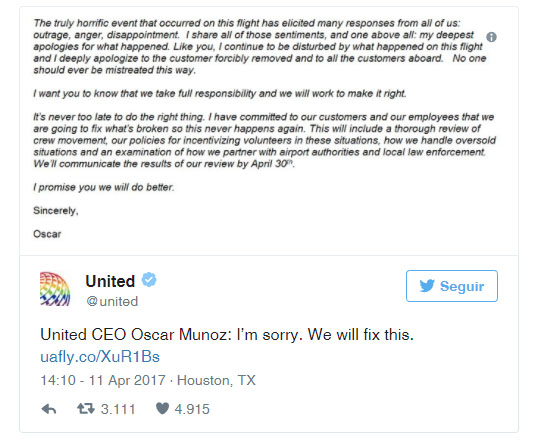 The truly horrific event that occurred on this flight has elicited many responses from all of us:
outrage, anger, disappointment. I share all of those sentiments, and one above all: my deepest
apologies for what happened. Like you, I continue to be disturbed by what happened on this flight
and I deeply apologize to the customer forcibly removed and to all the customers aboard. No one
should ever be mistreated this way.
I want you to know that we take full responsibility and we will work to make it right.
It's never too late to do the right thing. I have committed to our customers and our employees that we
are going to fix what's broken so this never happens again. This will include a thorough review of
crew movement, our policies for incentivizing volunteers in these situations, how we handle oversold
situations and an examination of how we partner with airport authorities and local law enforcement.
We'll communicate the results of our review by April 30th.
I promise you we will do better.
Sincerely,
Oscar
United
@united
Seguir
United CEO Oscar Munoz: I'm sorry. We will fix this.
uafly.co/XuR1Bs
14:10 - 11 Apr 2017 · Houston, TX
3.111 4.915